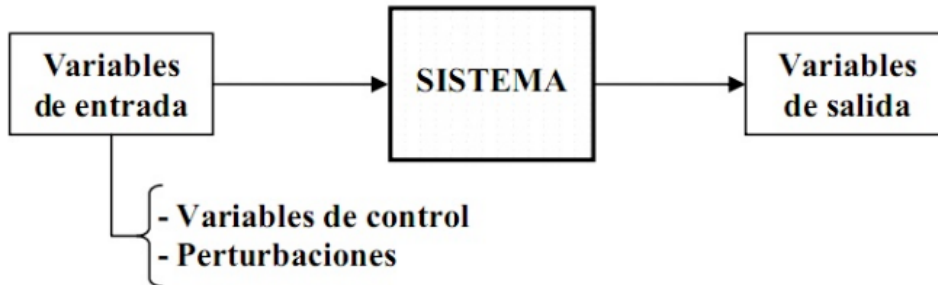 Variables
de entrada
SISTEMA
Variables
de salida
- Variables de control
- Perturbaciones